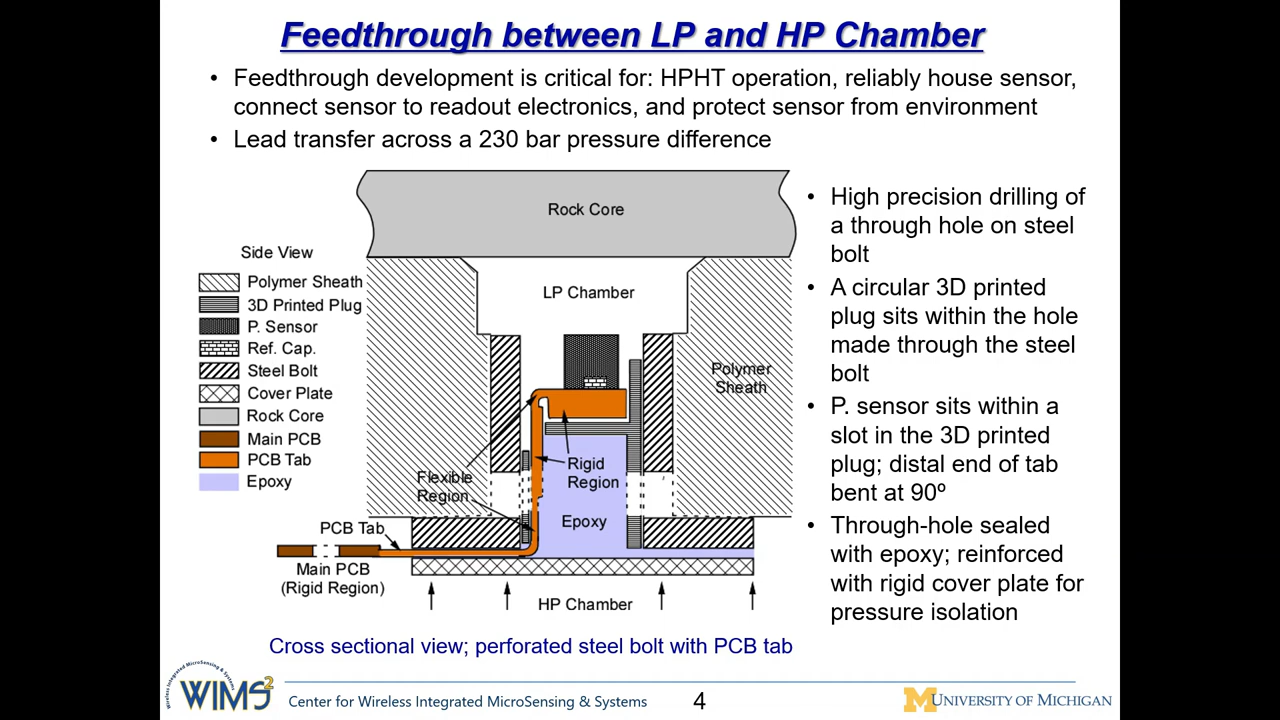 Feedthrough between LP and HP Chamber
• Feedthrough development is critical for: HPHT operation, reliably house sensor,
connect sensor to readout electronics, and protect sensor from environment
• Lead transfer across a 230 bar pressure difference
Rock Core
Side View
Polymer Sheath
3D Printed Plug
P. Sensor
Ref. Cap.
Steel Bolt
Cover Plate
Rock Core
Main PCB
PCB Tab
Epoxy
LP Chamber
Polymer
Sheath
Flexible
Region
Rigid
Region
Epoxy
PCB Tab
Main PCB
(Rigid Region)
HP Chamber
Cross sectional view; perforated steel bolt with PCB tab
• High precision drilling of
a through hole on steel
bolt
• A circular 3D printed
plug sits within the hole
made through the steel
bolt
• P. sensor sits within a
slot in the 3D printed
plug; distal end of tab
bent at 90º
• Through-hole sealed
with epoxy; reinforced
with rigid cover plate for
pressure isolation
Wireless Integrated MicroSensing & Systems
WIMS2
Center for Wireless Integrated MicroSensing & Systems
4
M UNIVERSITY OF MICHIGAN